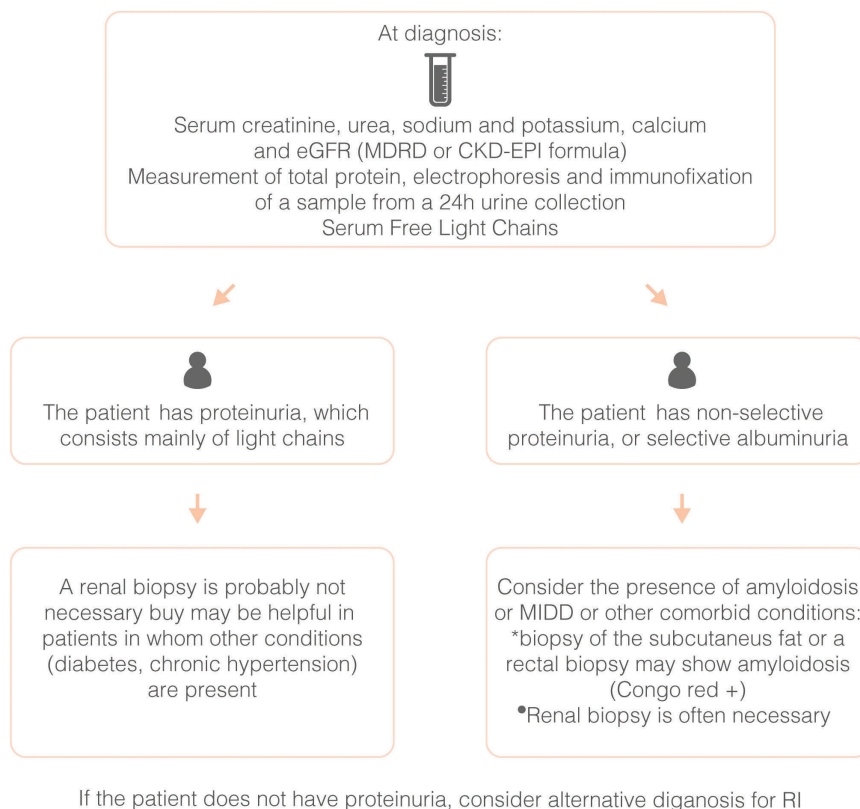 At diagnosis:
Serum creatinine, urea, sodium and potassium, calcium
and eGFR (MDRD or CKD-EPI formula)
Measurement of total protein, electrophoresis and immunofixation
of a sample from a 24h urine collection
Serum Free Light Chains
The patient has proteinuria, which
consists mainly of light chains
The patient has non-selective
proteinuria, or selective albuminuria
A renal biopsy is probably not
necessary buy may be helpful in
patients in whom other conditions
(diabetes, chronic hypertension)
are present
Consider the presence of amyloidosis
or MIDD or other comorbid conditions:
*biopsy of the subcutaneus fat or a
rectal biopsy may show amyloidosis
(Congo red +)
•Renal biopsy is often necessary
If the patient does not have proteinuria, consider alternative diganosis for RI